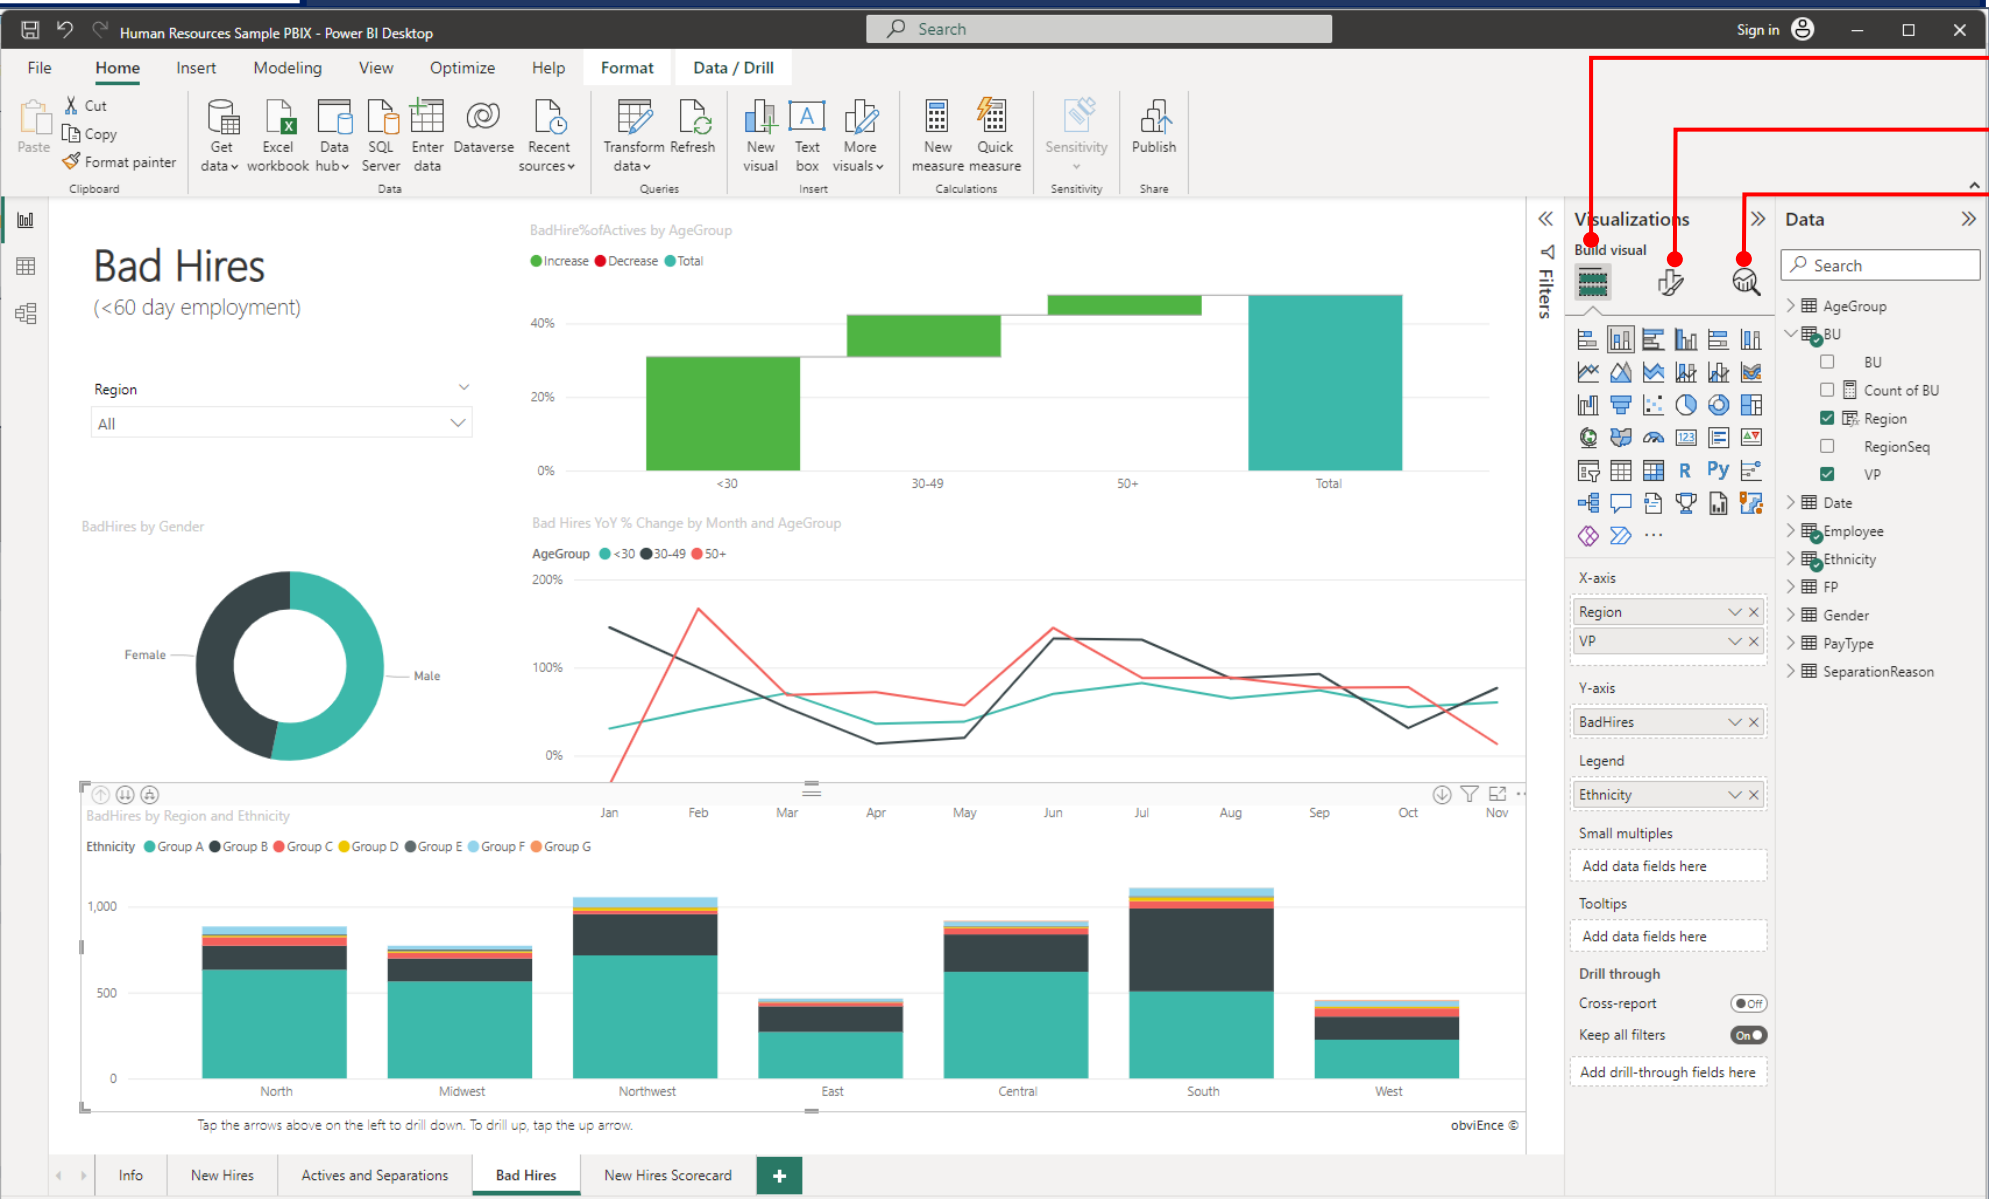 Human Resources Sample PBIX - Power BI Desktop
Search
Sign in
File Home Insert Modeling View Optimize Help Format Data / Drill
Paste
Cut
Copy
Format painter
Clipboard
Get data
Excel workbook
Data hub
SQL Server
Enter data
Dataverse
Recent sources
Data
Transform data
Refresh
Queries
New visual
Text box
More visuals
Insert
New measure
Quick measure
Calculations
Sensitivity
Sensitivity
Publish
Share
Bad Hires
(<60 day employment)
Region
All
BadHire%ofActives by AgeGroup
Increase Decrease Total
40%
20%
0%
<30 30-49 50+ Total
BadHires by Gender
Female
Male
Bad Hires YoY % Change by Month and AgeGroup
AgeGroup <30 30-49 50+
200%
100%
0%
Jan Feb Mar Apr May Jun Jul Aug Sep Oct Nov
BadHires by Region and Ethnicity
Ethnicity Group A Group B Group C Group D Group E Group F Group G
1,000
500
0
North Midwest Northwest East Central South West
Tap the arrows above on the left to drill down. To drill up, tap the up arrow.
obviEnce ©
Info New Hires Actives and Separations Bad Hires New Hires Scorecard +
Filters
Visualizations
Build visual
123
R Py
X-axis
Region
VP
Y-axis
BadHires
Legend
Ethnicity
Small multiples
Add data fields here
Tooltips
Add data fields here
Drill through
Cross-report Off
Keep all filters On
Add drill-through fields here
Data
Search
AgeGroup
BU
BU
Count of BU
Region
RegionSeq
VP
Date
Employee
Ethnicity
FP
Gender
PayType
SeparationReason